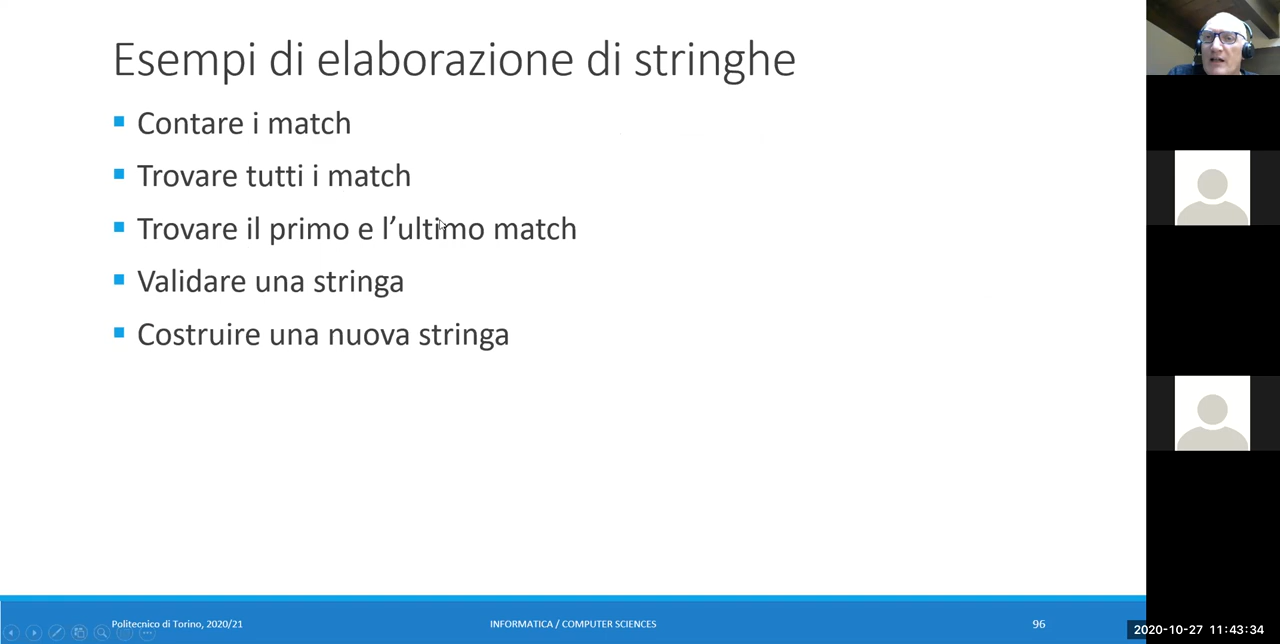 Esempi di elaborazione di stringhe
Contare i match
Trovare tutti i match
Trovare il primo e l’ultimo match
Validare una stringa
Costruire una nuova stringa
Politecnico di Torino, 2020/21
INFORMATICA / COMPUTER SCIENCES
96
2020-10-27 11:43:34